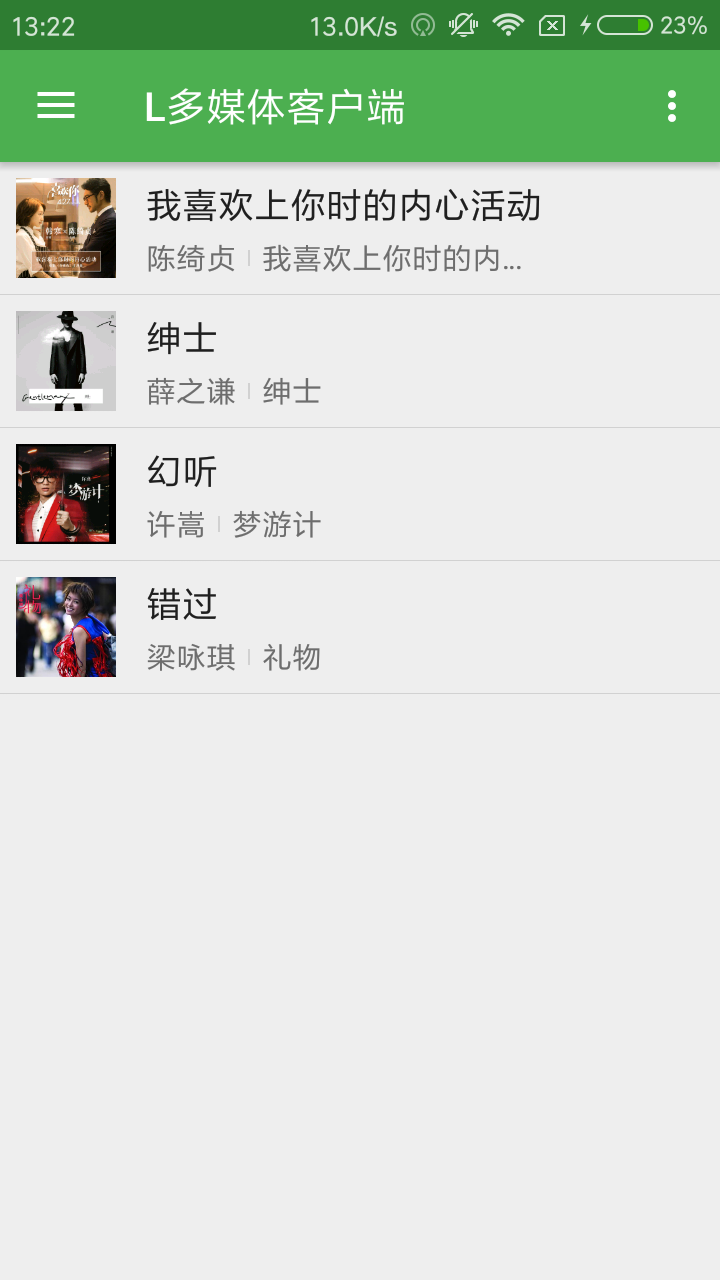 13:22 13.0K/s 23%
L多媒体客户端
我喜欢上你时的内心活动
陈绮贞 我喜欢上你时的内...
绅士
薛之谦 绅士
幻听
许嵩 梦游计
错过
梁咏琪 礼物